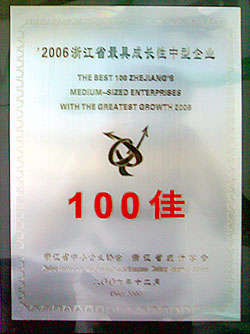 '2006浙江省最具成长性中型企业
THE BEST 100 ZHEJIANG'S
MEDIUM-SIZED ENTERPRISES
WITH THE GREATEST GROWTH 2006
100佳
浙江省中小企业协会 浙江省统计学会
二〇〇六年十二月